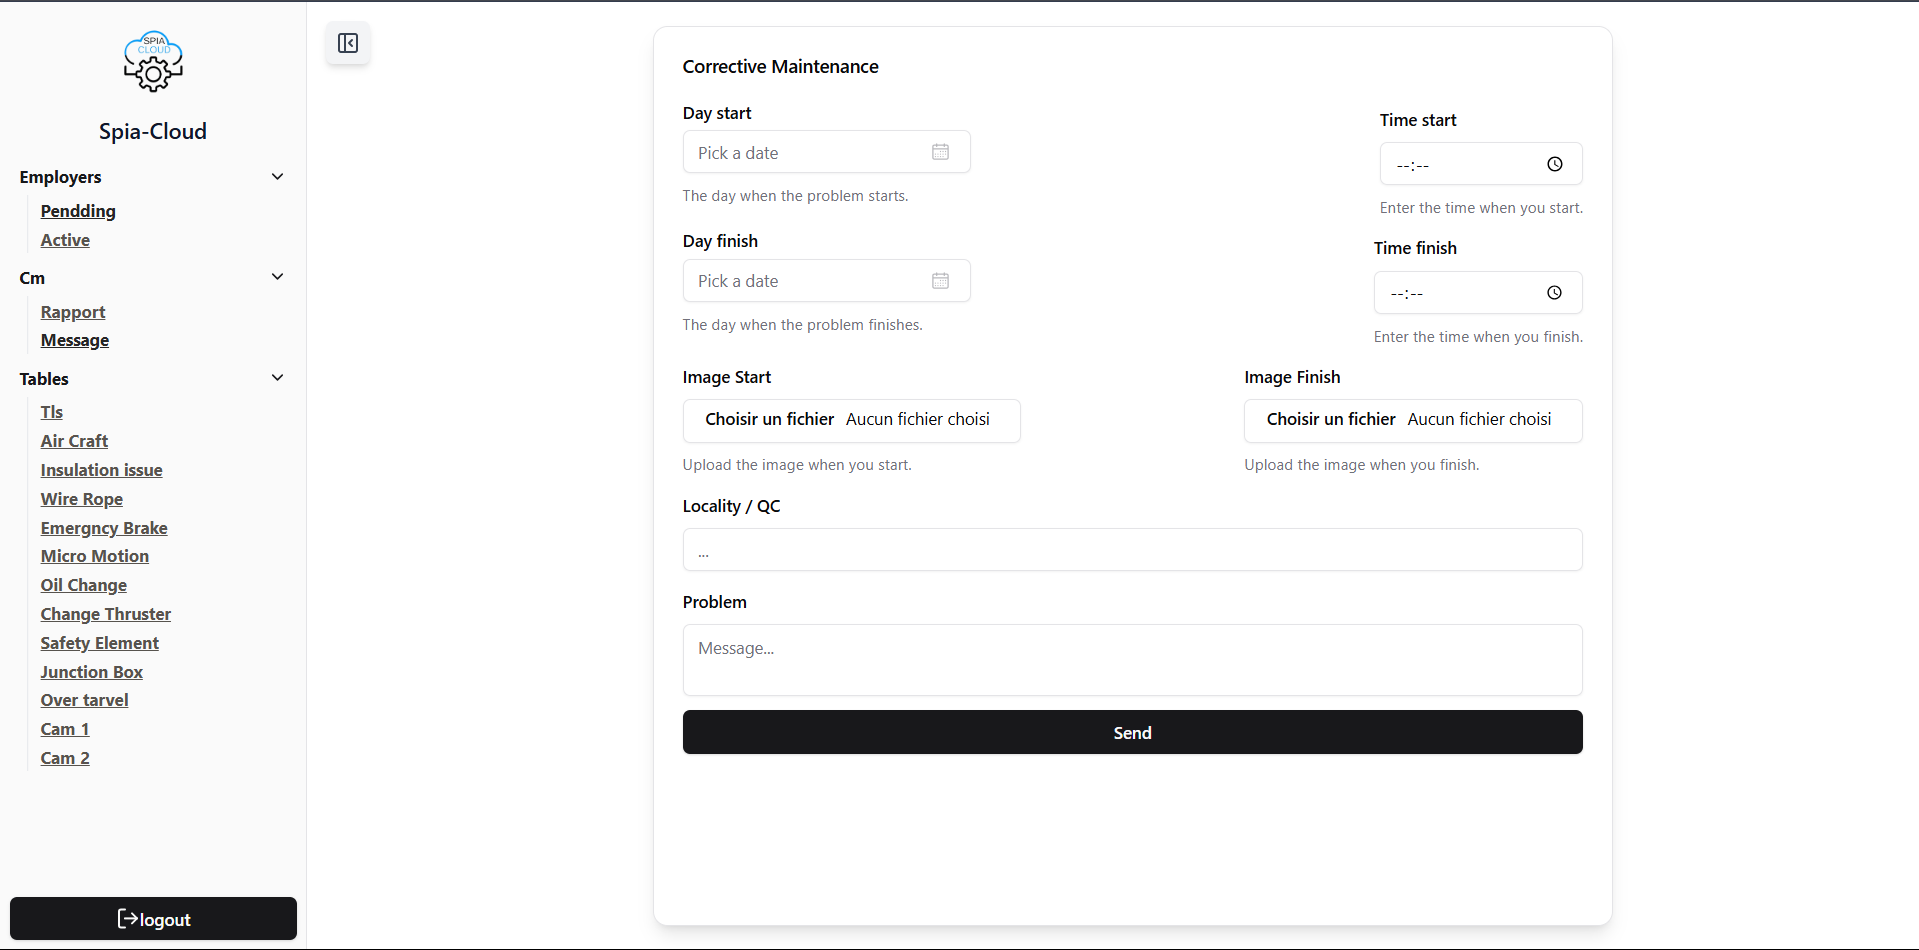 SPIA
CLOUD
Spia-Cloud
Employers
Pendding
Active
Cm
Rapport
Message
Tables
Tls
Air Craft
Insulation issue
Wire Rope
Emergncy Brake
Micro Motion
Oil Change
Change Thruster
Safety Element
Junction Box
Over tarvel
Cam 1
Cam 2
logout
Corrective Maintenance
Day start
Pick a date
The day when the problem starts.
Time start
--:--
Enter the time when you start.
Day finish
Pick a date
The day when the problem finishes.
Time finish
--:--
Enter the time when you finish.
Image Start
Choisir un fichier Aucun fichier choisi
Upload the image when you start.
Image Finish
Choisir un fichier Aucun fichier choisi
Upload the image when you finish.
Locality / QC
...
Problem
Message...
Send